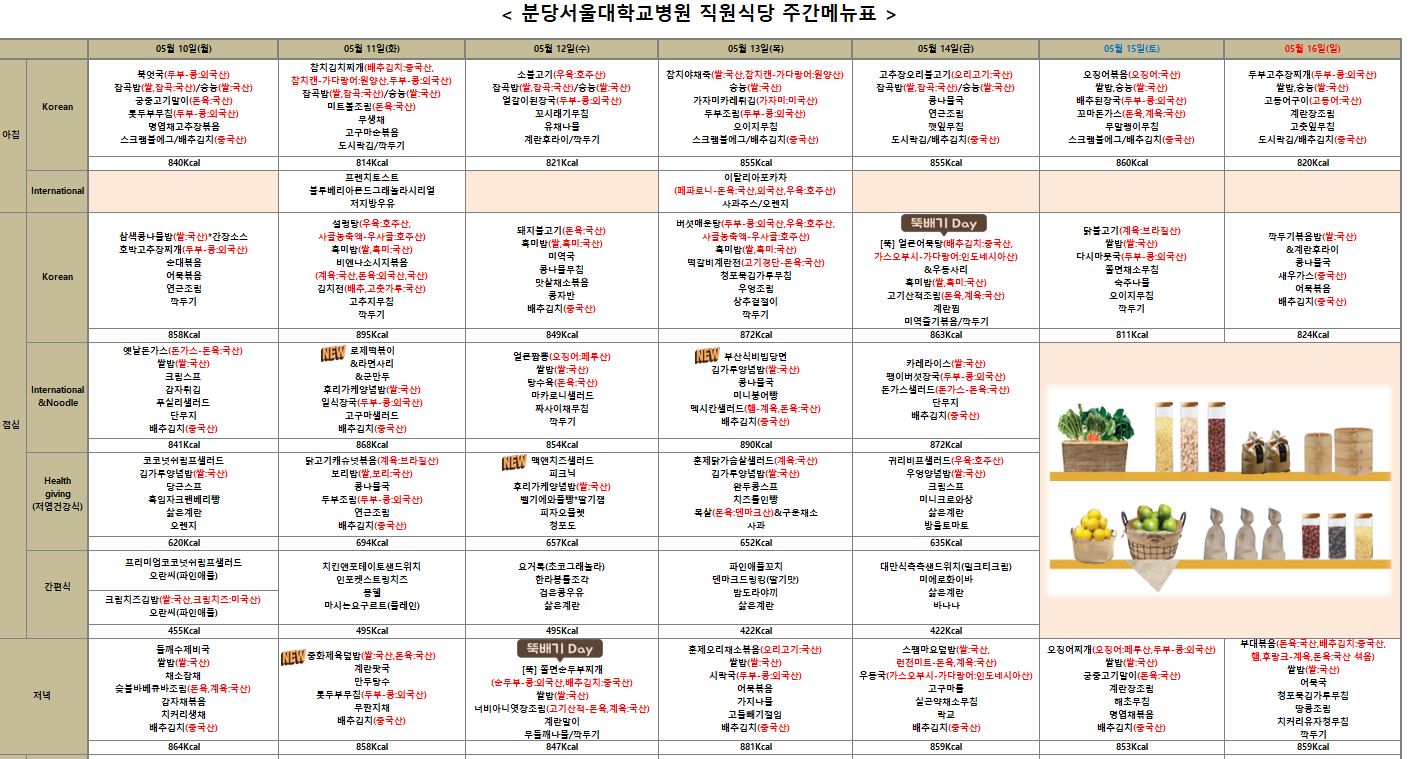 < 분당서울대학교병원 직원식당 주간메뉴표 >
05월 10일(월)
05월 11일(화)
05월 12일(수)
05월 13일(목)
05월 14일(금)
05월 15일(토)
05월 16일(일)
아침
Korean
북엇국(두부-콩:외국산)
잡곡밥(쌀,잡곡:국산)/숭늉(쌀:국산)
궁중고기말이(돈육:국산)
톳두부무침(두부-콩:외국산)
명엽채고추장볶음
스크램블에그/배추김치(중국산)
참치김치찌개(배추김치:중국산,
참치캔-가다랑어:원양산,두부-콩:외국산)
잡곡밥(쌀,잡곡:국산)/숭늉(쌀:국산)
미트볼조림(돈육:국산)
무생채
고구마순볶음
도시락김/깍두기
소불고기(우육:호주산)
잡곡밥(쌀,잡곡:국산)/숭늉(쌀:국산)
얼갈이된장국(두부-콩:외국산)
꼬시래기무침
유채나물
계란후라이/깍두기
참치야채죽(쌀:국산,참치캔-가다랑어:원양산)
숭늉(쌀:국산)
가자미카레튀김(가자미:미국산)
두부조림(두부-콩:외국산)
오이지무침
스크램블에그/배추김치(중국산)
고추장오리불고기(오리고기:국산)
잡곡밥(쌀,잡곡:국산)/숭늉(쌀:국산)
콩나물국
연근조림
깻잎무침
도시락김/배추김치(중국산)
오징어볶음(오징어:국산)
쌀밥,숭늉(쌀:국산)
배추된장국(두부-콩:외국산)
꼬마돈가스(돈육,계육:국산)
무말랭이무침
스크램블에그/배추김치(중국산)
두부고추장찌개(두부-콩:외국산)
쌀밥,숭늉(쌀:국산)
고등어구이(고등어:국산)
계란장조림
고춧잎무침
도시락김/배추김치(중국산)
840Kcal
814Kcal
821Kcal
855Kcal
855Kcal
860Kcal
820Kcal
International
프렌치토스트
블루베리아몬드그래놀라시리얼
저지방우유
이탈리아포카차
(페파로니-돈육:국산,외국산,우육:호주산)
사과주스/오렌지
점심
Korean
삼색콩나물밥(쌀:국산)*간장소스
호박고추장찌개(두부-콩:외국산)
순대볶음
어묵볶음
연근조림
깍두기
설렁탕(우육:호주산,
사골농축액-우사골:호주산)
흑미밥(쌀,흑미:국산)
비엔나소시지볶음
(계육:국산,돈육:외국산,국산)
김치전(배추,고춧가루:국산)
고추지무침
깍두기
돼지불고기(돈육:국산)
흑미밥(쌀,흑미:국산)
미역국
콩나물무침
맛살채소볶음
콩자반
배추김치(중국산)
버섯매운탕(두부-콩:외국산,우육:호주산,
사골농축액-우사골:호주산)
흑미밥(쌀,흑미:국산)
떡갈비계란전(고기경단-돈육:국산)
청포묵김가루무침
우엉조림
상추겉절이
깍두기
뚝배기 Day
[뚝] 얼큰어묵탕(배추김치:중국산,
가스오부시-가다랑어:인도네시아산)
&우동사리
흑미밥(쌀,흑미:국산)
고기산적조림(돈육,계육:국산)
계란찜
미역줄기볶음/깍두기
닭불고기(계육:브라질산)
쌀밥(쌀:국산)
다시마뭇국(두부-콩:외국산)
쫄면채소무침
숙주나물
오이지무침
깍두기
깍두기볶음밥(쌀:국산)
&계란후라이
콩나물국
새우가스(중국산)
어묵볶음
배추김치(중국산)
858Kcal
895Kcal
849Kcal
872Kcal
863Kcal
811Kcal
824Kcal
International
&Noodle
옛날돈가스(돈가스-돈육:국산)
쌀밥(쌀:국산)
크림스프
감자튀김
푸실리샐러드
단무지
배추김치(중국산)
NEW 로제떡볶이
&라면사리
&군만두
후리가케양념밥(쌀:국산)
일식장국(두부-콩:외국산)
고구마샐러드
배추김치(중국산)
얼큰짬뽕(오징어:페루산)
쌀밥(쌀:국산)
탕수육(돈육:국산)
마카로니샐러드
짜사이채무침
깍두기
NEW 부산식비빔당면
김가루양념밥(쌀:국산)
콩나물국
미니붕어빵
멕시칸샐러드(햄-계육,돈육:국산)
배추김치(중국산)
카레라이스(쌀:국산)
팽이버섯장국(두부-콩:외국산)
돈가스샐러드(돈가스-돈육:국산)
단무지
배추김치(중국산)
841Kcal
868Kcal
854Kcal
890Kcal
872Kcal
Health
giving
(저염건강식)
코코넛쉬림프샐러드
김가루양념밥(쌀:국산)
당근스프
흑임자크랜베리빵
삶은계란
오렌지
닭고기캐슈넛볶음(계육:브라질산)
보리밥(쌀,보리:국산)
콩나물국
두부조림(두부-콩:외국산)
연근조림
배추김치(중국산)
NEW 맥앤치즈샐러드
피크닉
후리가케양념밥(쌀:국산)
벨기에와플빵*딸기잼
피자오믈렛
청포도
훈제닭가슴살샐러드(계육:국산)
김가루양념밥(쌀:국산)
완두콩스프
치즈롤인빵
목살(돈육:덴마크산)&구운채소
사과
귀리비프샐러드(우육:호주산)
우엉양념밥(쌀:국산)
크림스프
미니크로와상
삶은계란
방울토마토
620Kcal
694Kcal
657Kcal
652Kcal
635Kcal
간편식
프리미엄코코넛쉬림프샐러드
오란씨(파인애플)
크림치즈김밥(쌀:국산,크림치즈:미국산)
오란씨(파인애플)
치킨앤포테이토샌드위치
인포켓스트링치즈
몽쉘
마시는요구르트(플레인)
요거톡(초코그래놀라)
한라봉톨조각
검은콩우유
삶은계란
파인애플꼬치
덴마크드링킹(딸기맛)
밤도라야끼
삶은계란
대만식촉촉샌드위치(밀크티크림)
미에로화이바
삶은계란
바나나
455Kcal
495Kcal
495Kcal
422Kcal
422Kcal
저녁
들깨수제비국
쌀밥(쌀:국산)
채소잠채
숯불바베큐바조림(돈육,계육:국산)
감자채볶음
치커리생채
배추김치(중국산)
NEW 중화제육덮밥(쌀:국산,돈육:국산)
계란팟국
만두탕수
톳두부무침(두부-콩:외국산)
무짠지채
배추김치(중국산)
뚝배기 Day
[뚝] 쫄면순두부찌개
(순두부-콩:외국산,배추김치:중국산)
쌀밥(쌀:국산)
너비아니엿장조림(고기산적-돈육,계육:국산)
계란말이
무들깨나물/깍두기
훈제오리채소볶음(오리고기:국산)
쌀밥(쌀:국산)
시락국(두부-콩:외국산)
어묵볶음
가지나물
고들빼기절임
배추김치(중국산)
스팸마요덮밥(쌀:국산,
런천미트-돈육,계육:국산)
우동국(가스오부시-가다랑어:인도네시아산)
고구마롤
실곤약채소무침
락교
배추김치(중국산)
오징어찌개(오징어:페루산,두부-콩:외국산)
쌀밥(쌀:국산)
궁중고기말이(돈육:국산)
계란장조림
해초무침
명엽채볶음
배추김치(중국산)
부대볶음(돈육:국산,배추김치:중국산,
햄,후랑크-계육,돈육:국산 섞음)
쌀밥(쌀:국산)
어묵국
청포묵김가루무침
땅콩조림
치커리유자청무침
깍두기
864Kcal
858Kcal
847Kcal
881Kcal
859Kcal
853Kcal
859Kcal